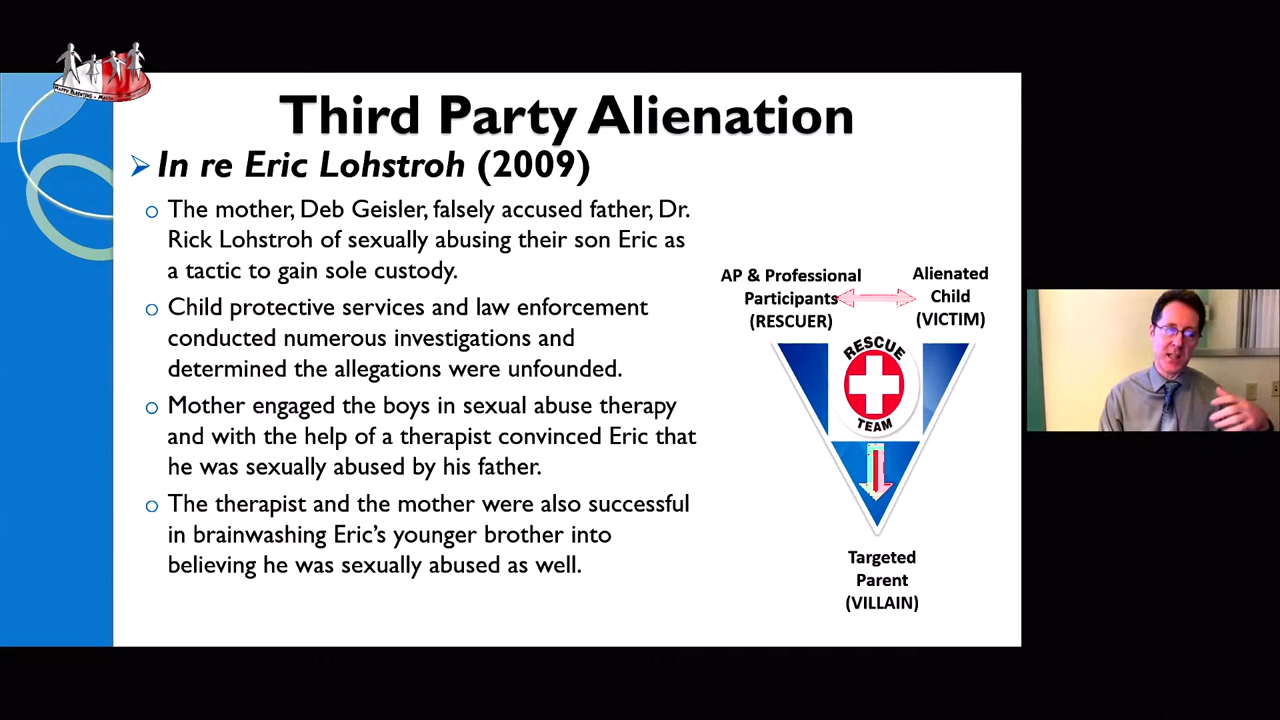 HAPPY PARENTING - MALTA
Third Party Alienation
In re Eric Lohstroh (2009)
The mother, Deb Geisler, falsely accused father, Dr.
Rick Lohstroh of sexually abusing their son Eric as
a tactic to gain sole custody.
Child protective services and law enforcement
conducted numerous investigations and
determined the allegations were unfounded.
Mother engaged the boys in sexual abuse therapy
and with the help of a therapist convinced Eric that
he was sexually abused by his father.
The therapist and the mother were also successful
in brainwashing Eric’s younger brother into
believing he was sexually abused as well.
AP & Professional
Participants
(RESCUER)
Alienated
Child
(VICTIM)
RESCUE
TEAM
Targeted
Parent
(VILLAIN)